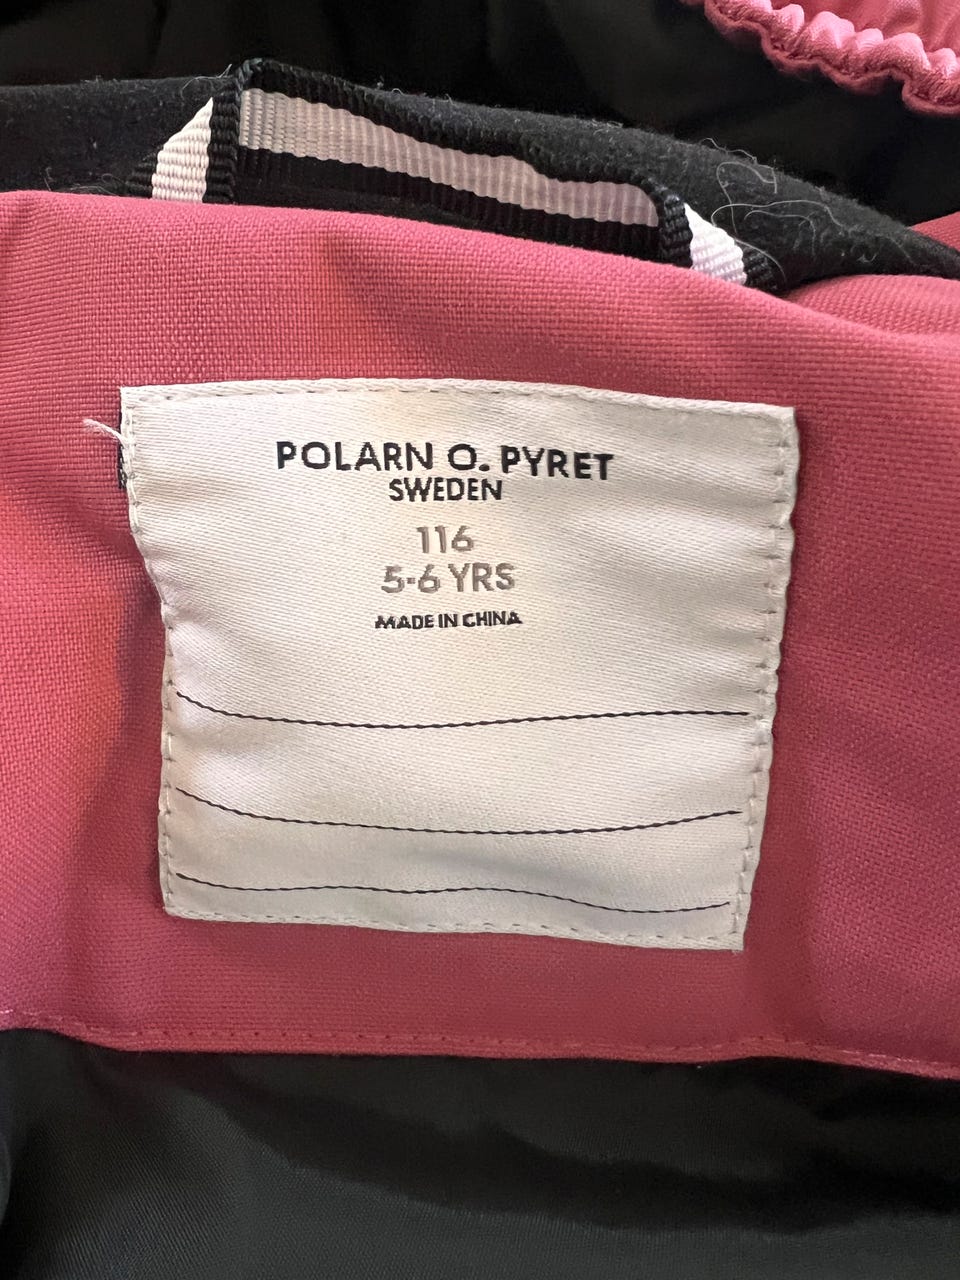 POLARN O. PYRET
SWEDEN
116
5-6 YRS
MADE IN CHINA